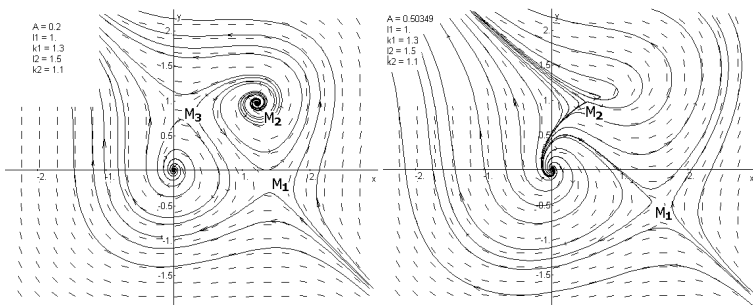 A = 0.2
l1 = 1.
k1 = 1.3
l2 = 1.5
k2 = 1.1
y
2.
1.5
1.
0.5
-2.
-1.
1.
2.
x
-0.5
-1.5
M3
M2
M1
A = 0.50349
l1 = 1.
k1 = 1.3
l2 = 1.5
k2 = 1.1
y
2.
1.5
1.
0.5
-2.
-1.
1.
2.
x
-0.5
-1.5
M2
M1